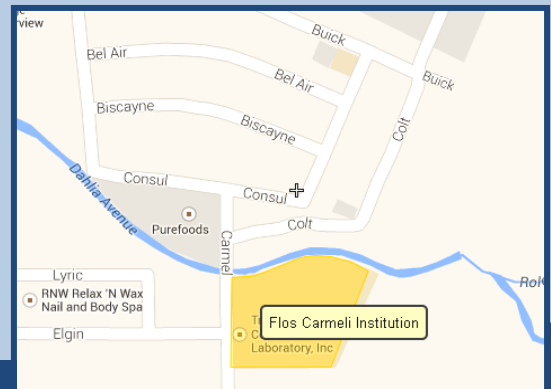 rview
Buick
Bel Air
Bel Air
Buick
Biscayne
Biscayne
Colt
Consul
Consul
Dahlia Avenue
Purefoods
Colt
Carmel
Lyric
RNW Relax 'N Wax
Nail and Body Spa
Flos Carmeli Institution
Elgin
Laboratory, Inc